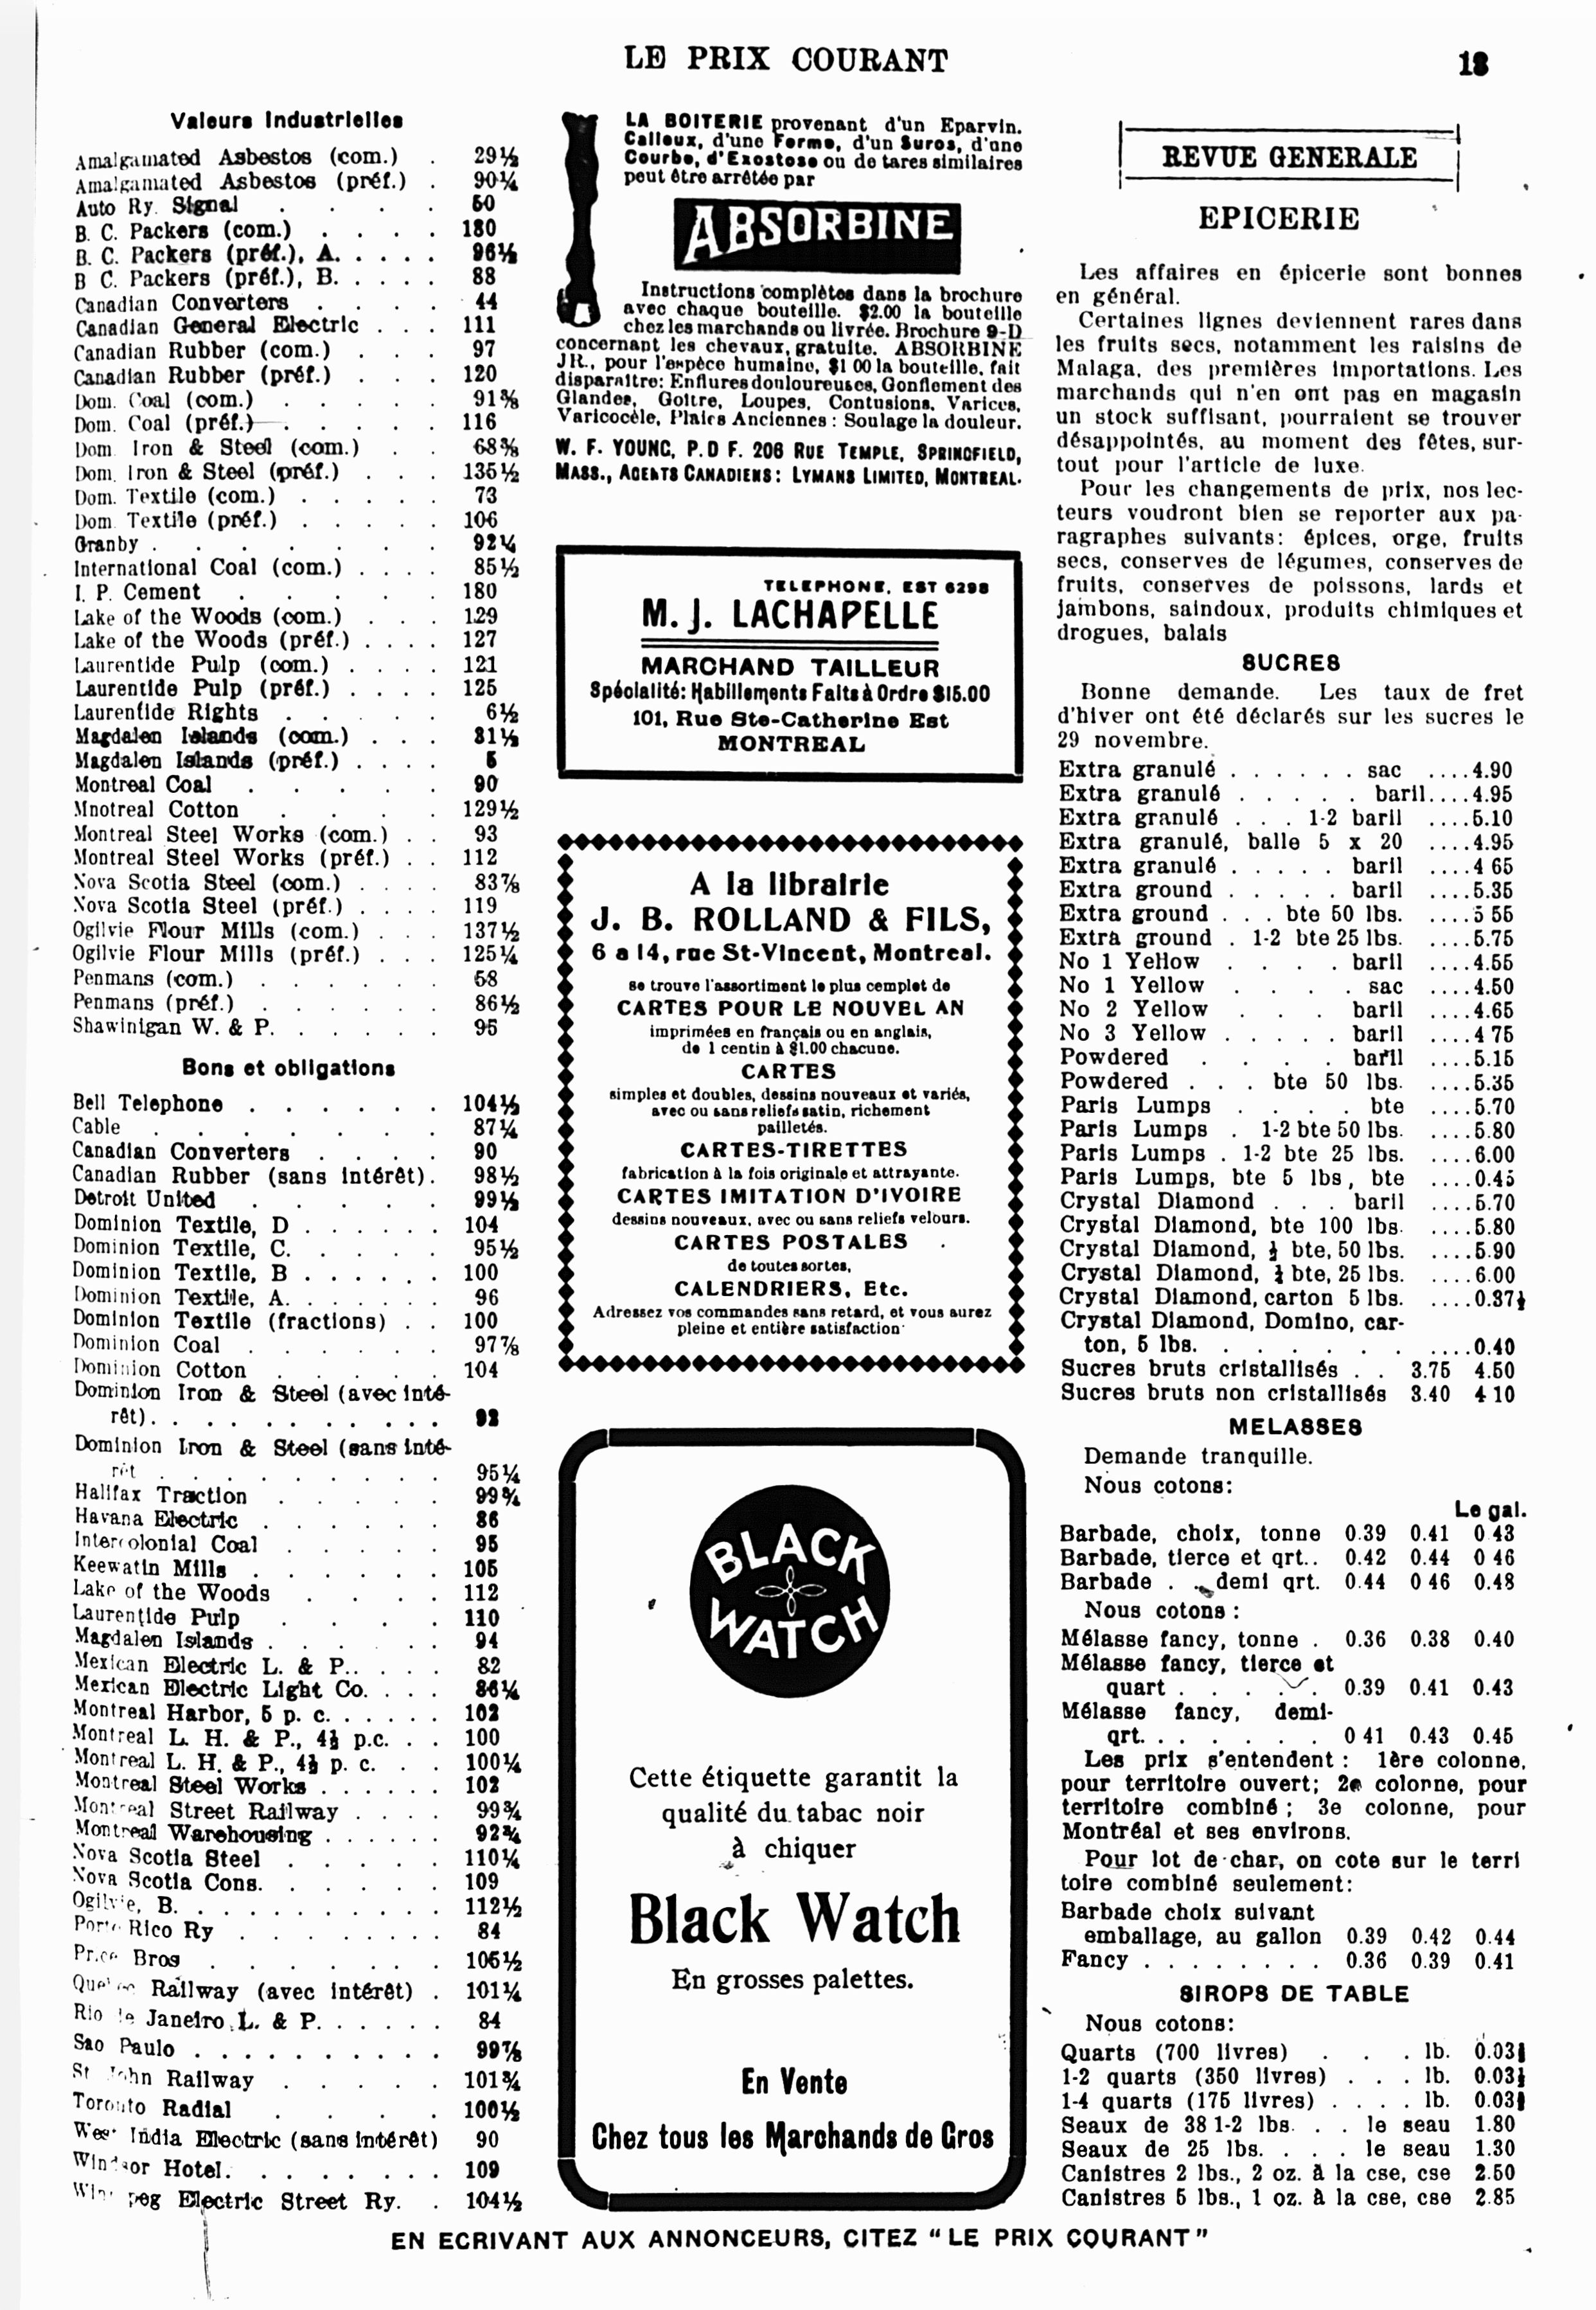 LE PRIX COURANT
13
Valeurs Industrielles
Amalgamated Asbestos (com.) . 29½
Amalgamated Asbestos (préf.) . 90¼
Auto Ry. Signal . . . . 50
B. C. Packers (com.) . . . . 180
B. C. Packers (préf.), A. . . . . 96½
B C. Packers (préf.), B. . . . . 88
Canadian Converters . . . . 44
Canadian General Electric . . . 111
Canadian Rubber (com.) . . . 97
Canadian Rubber (préf.) . . . 120
Dom. Coal (com.) . . . . . 91⅝
Dom. Coal (préf.) . . . . . 116
Dom. Iron & Steel (com.) . . 68⅝
Dom. Iron & Steel (préf.) . . . 135½
Dom. Textile (com.) . . . . . 73
Dom Textile (préf.) . . . . . 106
Granby . . . . . . . 92¼
International Coal (com.) . . . . 85½
I. P. Cement . . . . . 180
Lake of the Woods (com.) . . . 129
Lake of the Woods (préf.) . . . . 127
Laurentide Pulp (com.) . . . . 121
Laurentide Pulp (préf.) . . . . 125
Laurentide Rights . . . . . 6½
Magdalen Islands (com.) . . . 31½
Magdalen Islands (préf.) . . . . 5
Montreal Coal . . . . . 90
Mnotreal Cotton . . . . 129½
Montreal Steel Works (com.) . . 93
Montreal Steel Works (préf.) . . 112
Nova Scotia Steel (com.) . . . . 83⅞
Nova Scotia Steel (préf.) . . . . 119
Ogilvie Flour Mills (com.) . . . 137½
Ogilvie Flour Mills (préf.) . . . 125¼
Penmans (com.) . . . . . . 58
Penmans (préf.) . . . . . . 86½
Shawinigan W. & P. . . . . . 95
Bons et obligations
Bell Telephone . . . . . . 104½
Cable . . . . . . . 87¼
Canadian Converters . . . . 90
Canadian Rubber (sans intérêt). 98½
Detroit United . . . . . 99½
Dominion Textile, D . . . . . . 104
Dominion Textile, C. . . . . 95½
Dominion Textile, B . . . . . . 100
Dominion Textile, A. . . . . . . 96
Dominion Textile (fractions) . . 100
Dominion Coal . . . . . . 97⅞
Dominion Cotton . . . . . 104
Dominion Iron & Steel (avec inté-
rêt). . . . . . . . . . . 92
Dominion Iron & Steel (sans inté-
rêt . . . . . . . . . 95¼
Halifax Traction . . . . . 99¾
Havana Electric . . . . . . 86
Intercolonial Coal . . . . . 95
Keewatin Mills . . . . . . 105
Lake of the Woods . . . . 112
Laurentide Pulp . . . . 110
Magdalen Islands . . . . . . 94
Mexican Electric L. & P.. . . . 82
Mexican Electric Light Co. . . . 86¼
Montreal Harbor, 5 p. c. . . . . . 102
Montreal L. H. & P., 4½ p.c. . . 100
Montreal L. H. & P., 4½ p. c. . . 100¼
Montreal Steel Works . . . . . . 102
Montreal Street Railway . . . . 99¾
Montreal Warehousing . . . . . . 92¾
Nova Scotia Steel . . . . . 110¼
Nova Scotia Cons. . . . . . 109
Ogilvie, B. . . . . . . . . . 112½
Porto Rico Ry . . . . . . . . 84
Price Bros . . . . . . . 105½
Quebec Railway (avec intérêt) . 101¼
Rio de Janeiro L. & P. . . . . . 84
Sao Paulo . . . . . . . . . . 99⅞
St John Railway . . . . . 101¾
Toronto Radial . . . . 100½
West India Electric (sans intérêt) 90
Windsor Hotel. . . . . . . . 109
Winnipeg Electric Street Ry. . 104½
LA BOITERIE provenant d'un Eparvin.
Calleux, d'une Forme, d'un Suros, d'une
Courbe, d'Exostose ou de tares similaires
peut être arrêtée par
ABSORBINE
Instructions complètes dans la brochure
avec chaque bouteille. $2.00 la bouteille
chez les marchands ou livrée. Brochure 9-D
concernant les chevaux, gratuite. ABSORBINE
JR., pour l'espèce humaine, $1 00 la bouteille, fait
disparaître: Enflures douloureuses, Gonflement des
Glandes, Goitre, Loupes, Contusions, Varices,
Varicocèle, Plaies Anciennes : Soulage la douleur.
W. F. YOUNG, P.D F. 206 RUE TEMPLE, SPRINGFIELD,
MASS., AGENTS CANADIENS: LYMANS LIMITED, MONTREAL.
TELEPHONE, EST 6298
M. J. LACHAPELLE
MARCHAND TAILLEUR
Spécialité: Habillements Faits à Ordre $15.00
101, Rue Ste-Catherine Est
MONTREAL
A la librairie
J. B. ROLLAND & FILS,
6 a 14, rue St-Vincent, Montreal.
se trouve l'assortiment le plus complet de
CARTES POUR LE NOUVEL AN
imprimées en français ou en anglais,
de 1 centin à $1.00 chacune.
CARTES
simples et doubles, dessins nouveaux et variés,
avec ou sans reliefs satin, richement
pailletés.
CARTES-TIRETTES
fabrication à la fois originale et attrayante.
CARTES IMITATION D'IVOIRE
dessins nouveaux, avec ou sans reliefs velours.
CARTES POSTALES
de toutes sortes,
CALENDRIERS, Etc.
Adressez vos commandes sans retard, et vous aurez
pleine et entière satisfaction
BLACK
WATCH
Cette étiquette garantit la
qualité du tabac noir
à chiquer
Black Watch
En grosses palettes.
En Vente
Chez tous les Marchands de Gros
REVUE GENERALE
EPICERIE
Les affaires en épicerie sont bonnes
en général.
Certaines lignes deviennent rares dans
les fruits secs, notamment les raisins de
Malaga, des premières importations. Les
marchands qui n'en ont pas en magasin
un stock suffisant, pourraient se trouver
désappointés, au moment des fêtes, sur-
tout pour l'article de luxe.
Pour les changements de prix, nos lec-
teurs voudront bien se reporter aux pa-
ragraphes suivants: épices, orge, fruits
secs, conserves de légumes, conserves de
fruits, conserves de poissons, lards et
jambons, saindoux, produits chimiques et
drogues, balais
SUCRES
Bonne demande. Les taux de fret
d'hiver ont été déclarés sur les sucres le
29 novembre.
Extra granulé . . . . . . sac ....4.90
Extra granulé . . . . . baril....4.95
Extra granulé . . . 1-2 baril ....5.10
Extra granulé, balle 5 x 20 ....4.95
Extra granulé . . . . . baril ....4 65
Extra ground . . . . . baril ....5.35
Extra ground . . . bte 50 lbs. ....5 55
Extra ground . 1-2 bte 25 lbs. ....5.75
No 1 Yellow . . . . baril ....4.55
No 1 Yellow . . . . sac ....4.50
No 2 Yellow . . . baril ....4.65
No 3 Yellow . . . . . baril ....4 75
Powdered . . . . baril ....5.15
Powdered . . . bte 50 lbs. ....5.35
Paris Lumps . . . . bte ....5.70
Paris Lumps . 1-2 bte 50 lbs. ....5.80
Paris Lumps . 1-2 bte 25 lbs. ....6.00
Paris Lumps, bte 5 lbs, bte ....0.45
Crystal Diamond . . . baril ....5.70
Crystal Diamond, bte 100 lbs. ....5.80
Crystal Diamond, ½ bte, 50 lbs. ....5.90
Crystal Diamond, ¼ bte, 25 lbs. ....6.00
Crystal Diamond, carton 5 lbs. ....0.37½
Crystal Diamond, Domino, car-
ton, 5 lbs. . . . . . . . ....0.40
Sucres bruts cristallisés . . 3.75 4.50
Sucres bruts non cristallisés 3.40 4 10
MELASSES
Demande tranquille.
Nous cotons:
Le gal.
Barbade, choix, tonne 0.39 0.41 0 43
Barbade, tierce et qrt.. 0.42 0.44 0 46
Barbade . . demi qrt. 0.44 0 46 0.48
Nous cotons :
Mélasse fancy, tonne . 0.36 0.38 0.40
Mélasse fancy, tierce et
quart . . . . . . 0.39 0.41 0.43
Mélasse fancy, demi-
qrt. . . . . . . 0 41 0.43 0.45
Les prix s'entendent : 1ère colonne,
pour territoire ouvert; 2e colonne, pour
territoire combiné ; 3e colonne, pour
Montréal et ses environs.
Pour lot de char, on cote sur le terri
toire combiné seulement:
Barbade choix suivant
emballage, au gallon 0.39 0.42 0.44
Fancy . . . . . . . . 0.36 0.39 0.41
SIROPS DE TABLE
Nous cotons:
Quarts (700 livres) . . . lb. 0.03
1-2 quarts (350 livres) . . . lb. 0.03
1-4 quarts (175 livres) . . . . lb. 0.03
Seaux de 38 1-2 lbs. . . le seau 1.80
Seaux de 25 lbs. . . . le seau 1.30
Canistres 2 lbs., 2 oz. à la cse, cse 2.50
Canistres 5 lbs., 1 oz. à la cse, cse 2.85
EN ECRIVANT AUX ANNONCEURS, CITEZ "LE PRIX COURANT"